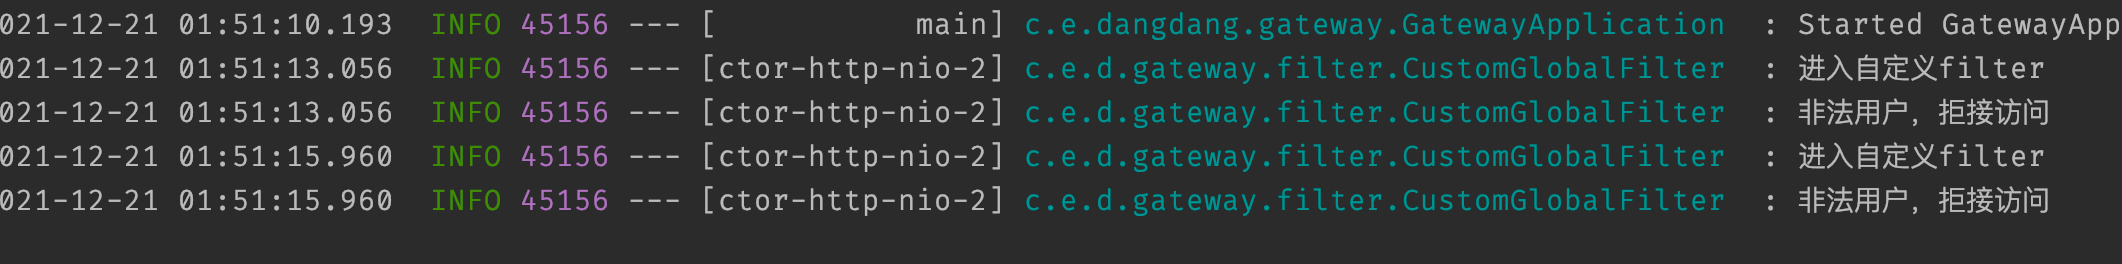 021-12-21 01:51:10.193  INFO 45156 --- [           main] c.e.dangdang.gateway.GatewayApplication  : Started GatewayApp
021-12-21 01:51:13.056  INFO 45156 --- [ctor-http-nio-2] c.e.d.gateway.filter.CustomGlobalFilter  : 进入自定义filter
021-12-21 01:51:13.056  INFO 45156 --- [ctor-http-nio-2] c.e.d.gateway.filter.CustomGlobalFilter  : 非法用户，拒接访问
021-12-21 01:51:15.960  INFO 45156 --- [ctor-http-nio-2] c.e.d.gateway.filter.CustomGlobalFilter  : 进入自定义filter
021-12-21 01:51:15.960  INFO 45156 --- [ctor-http-nio-2] c.e.d.gateway.filter.CustomGlobalFilter  : 非法用户，拒接访问